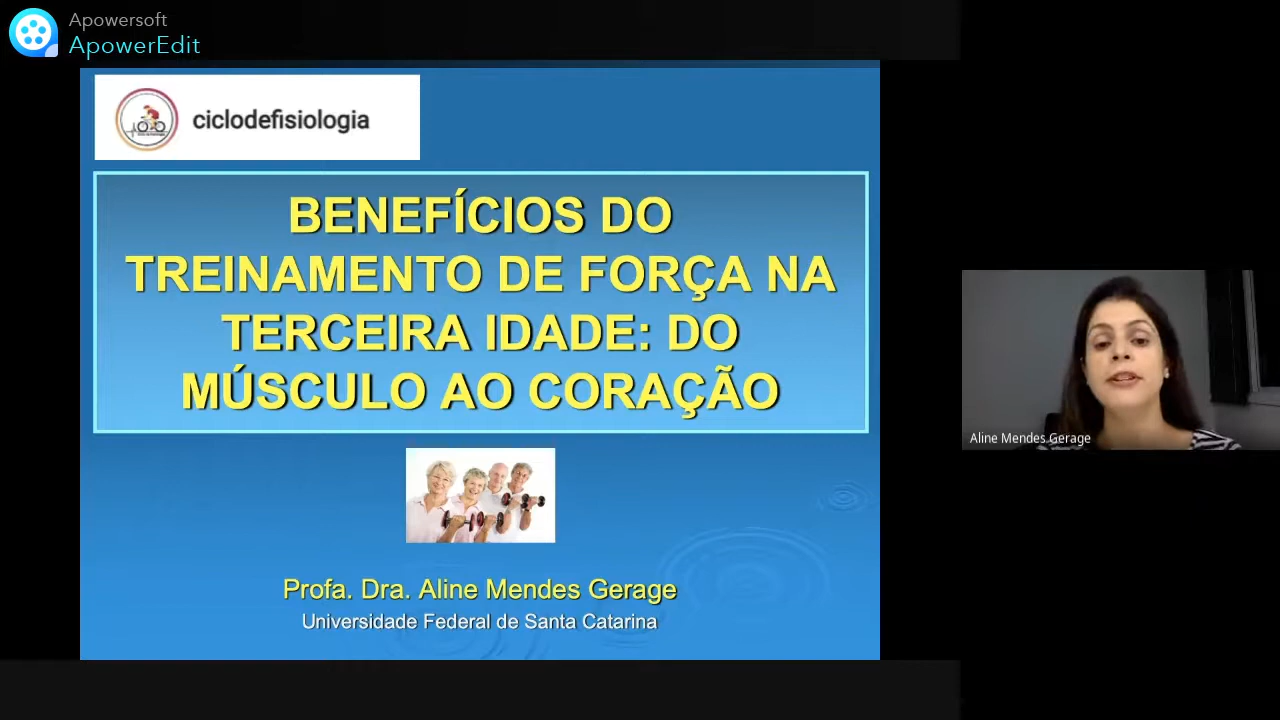 Apowersoft
ApowerEdit
ciclodefisiologia
BENEFÍCIOS DO
TREINAMENTO DE FORÇA NA
TERCEIRA IDADE: DO
MÚSCULO AO CORAÇÃO
Profa. Dra. Aline Mendes Gerage
Universidade Federal de Santa Catarina
Aline Mendes Gerage